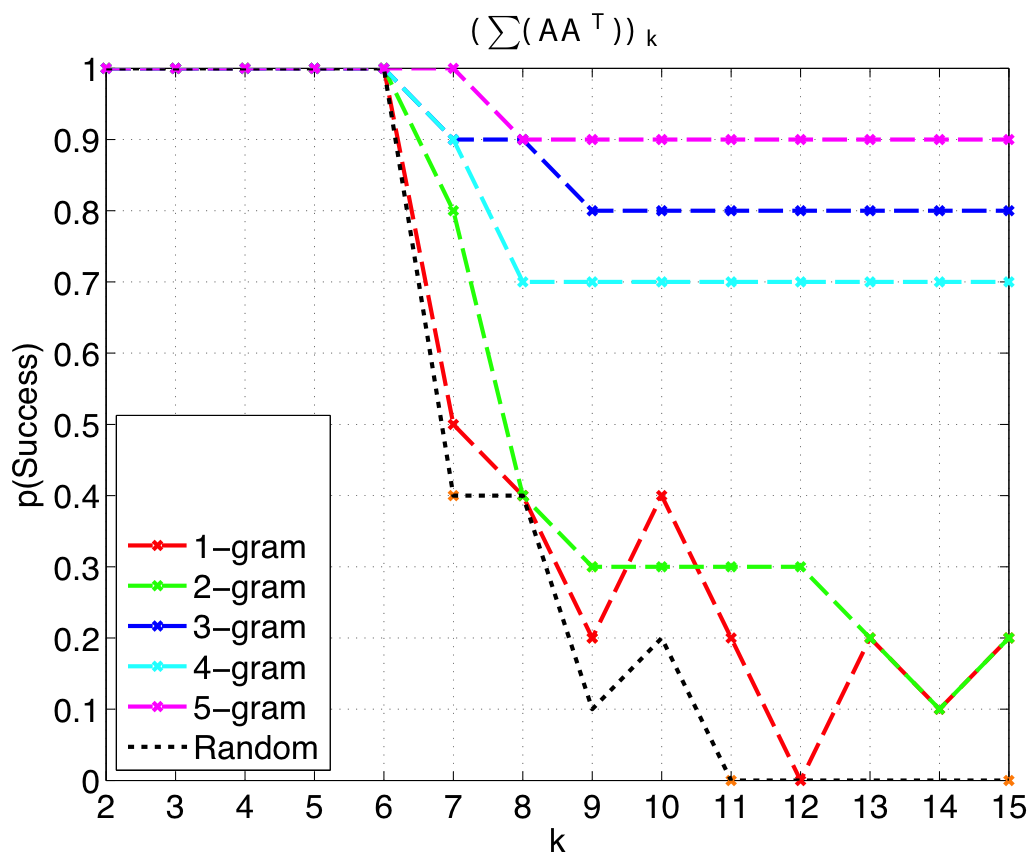 (∑(AA^T))_k
1
0.9
0.8
0.7
0.6
0.5
0.4
0.3
0.2
0.1
0
p(Success)
1−gram
2−gram
3−gram
4−gram
5−gram
Random
2 3 4 5 6 7 8 9 10 11 12 13 14 15
k